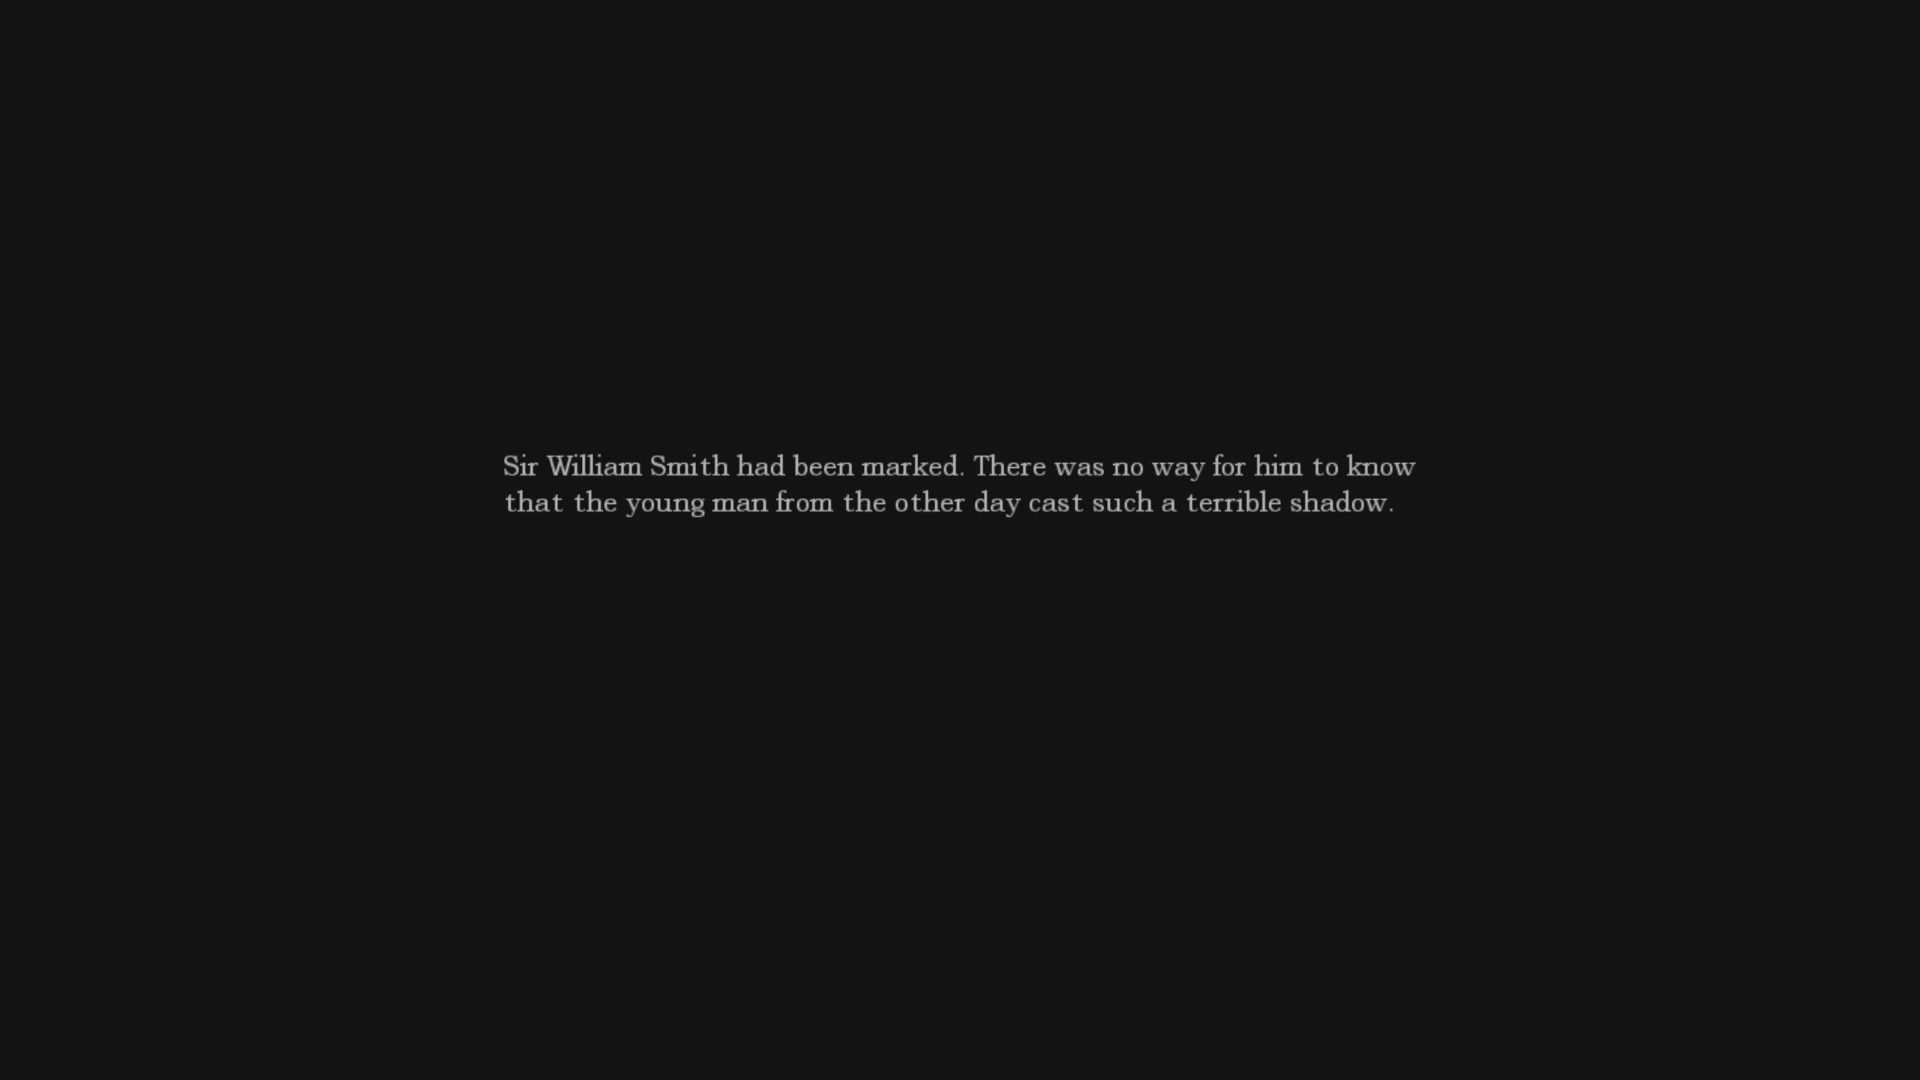 Sir William Smith had been marked. There was no way for him to know
that the young man from the other day cast such a terrible shadow.